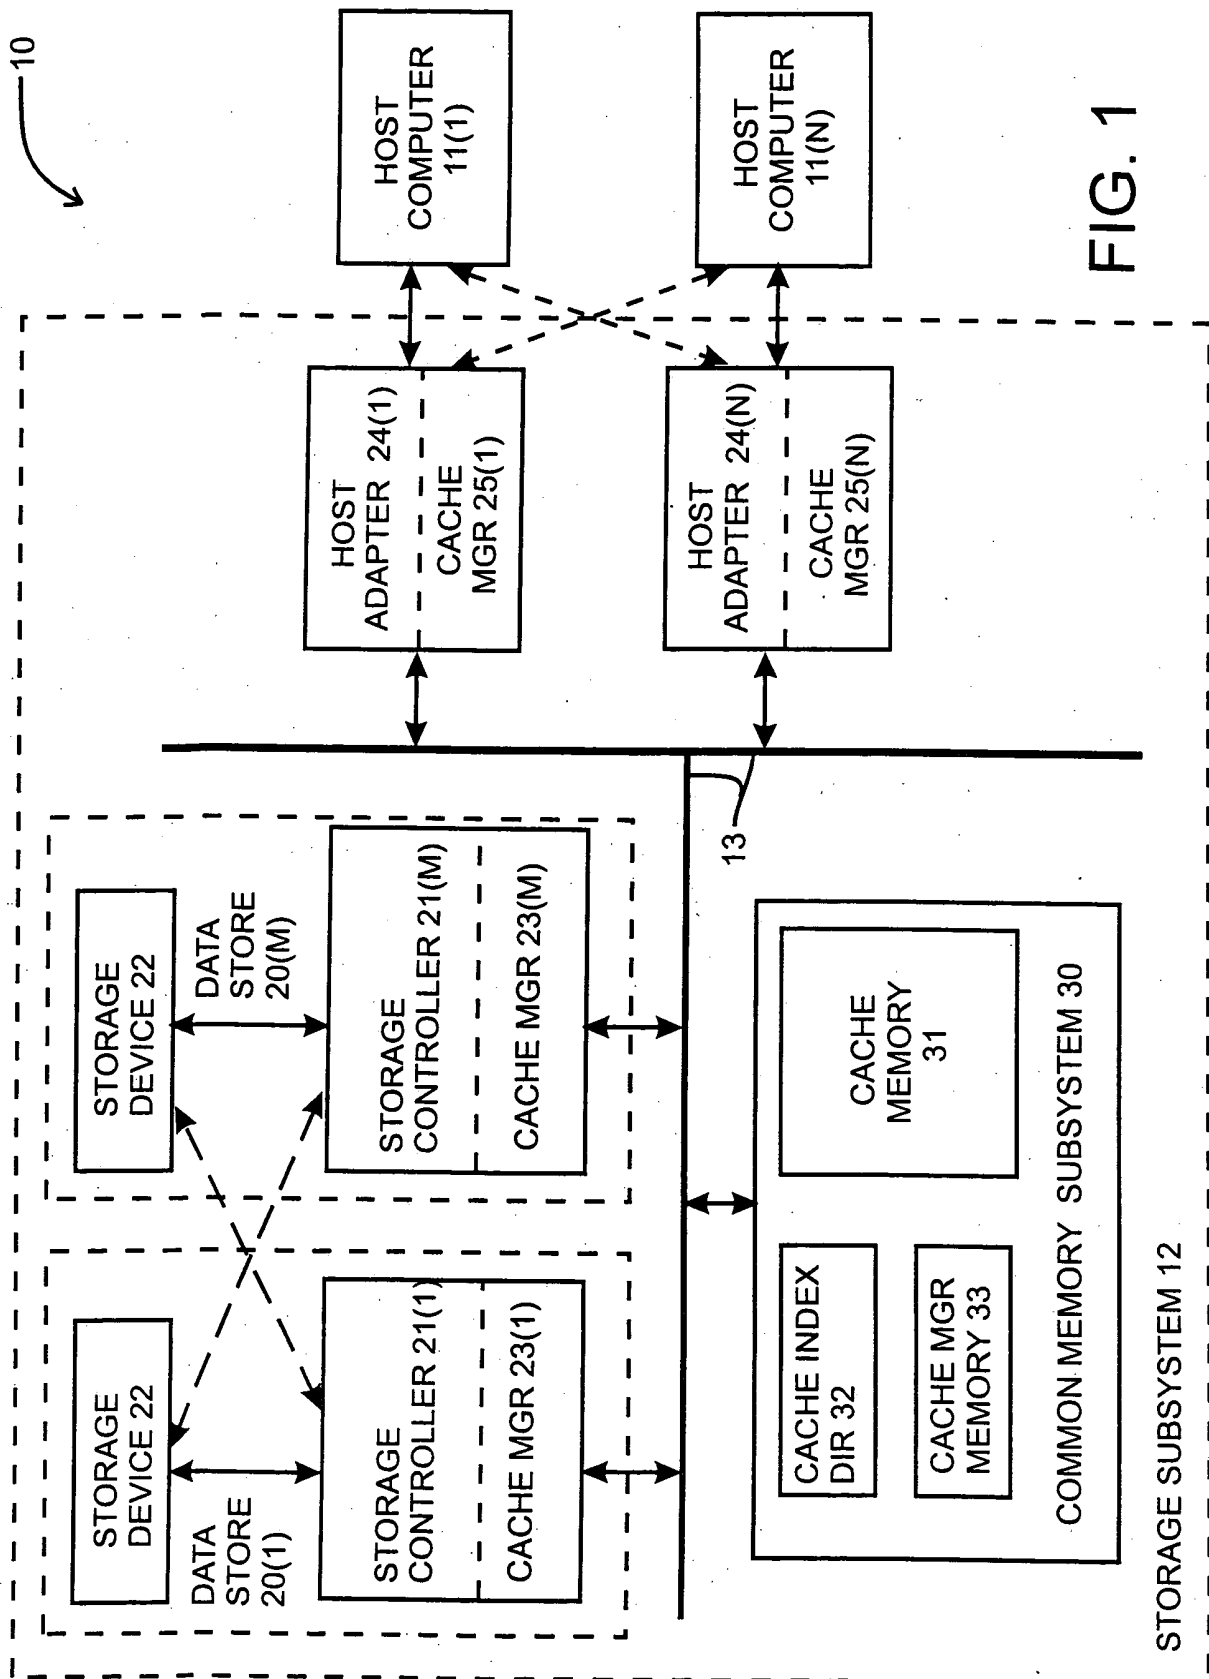 10
STORAGE
DEVICE 22
DATA
STORE
20(1)
STORAGE
CONTROLLER 21(1)
CACHE MGR 23(1)
STORAGE
DEVICE 22
DATA
STORE
20(M)
STORAGE
CONTROLLER 21(M)
CACHE MGR 23(M)
HOST
ADAPTER 24(1)
CACHE
MGR 25(1)
HOST
COMPUTER
11(1)
HOST
ADAPTER 24(N)
CACHE
MGR 25(N)
HOST
COMPUTER
11(N)
13
CACHE INDEX
DIR 32
CACHE MGR
MEMORY 33
CACHE
MEMORY
31
COMMON MEMORY SUBSYSTEM 30
STORAGE SUBSYSTEM 12
FIG. 1